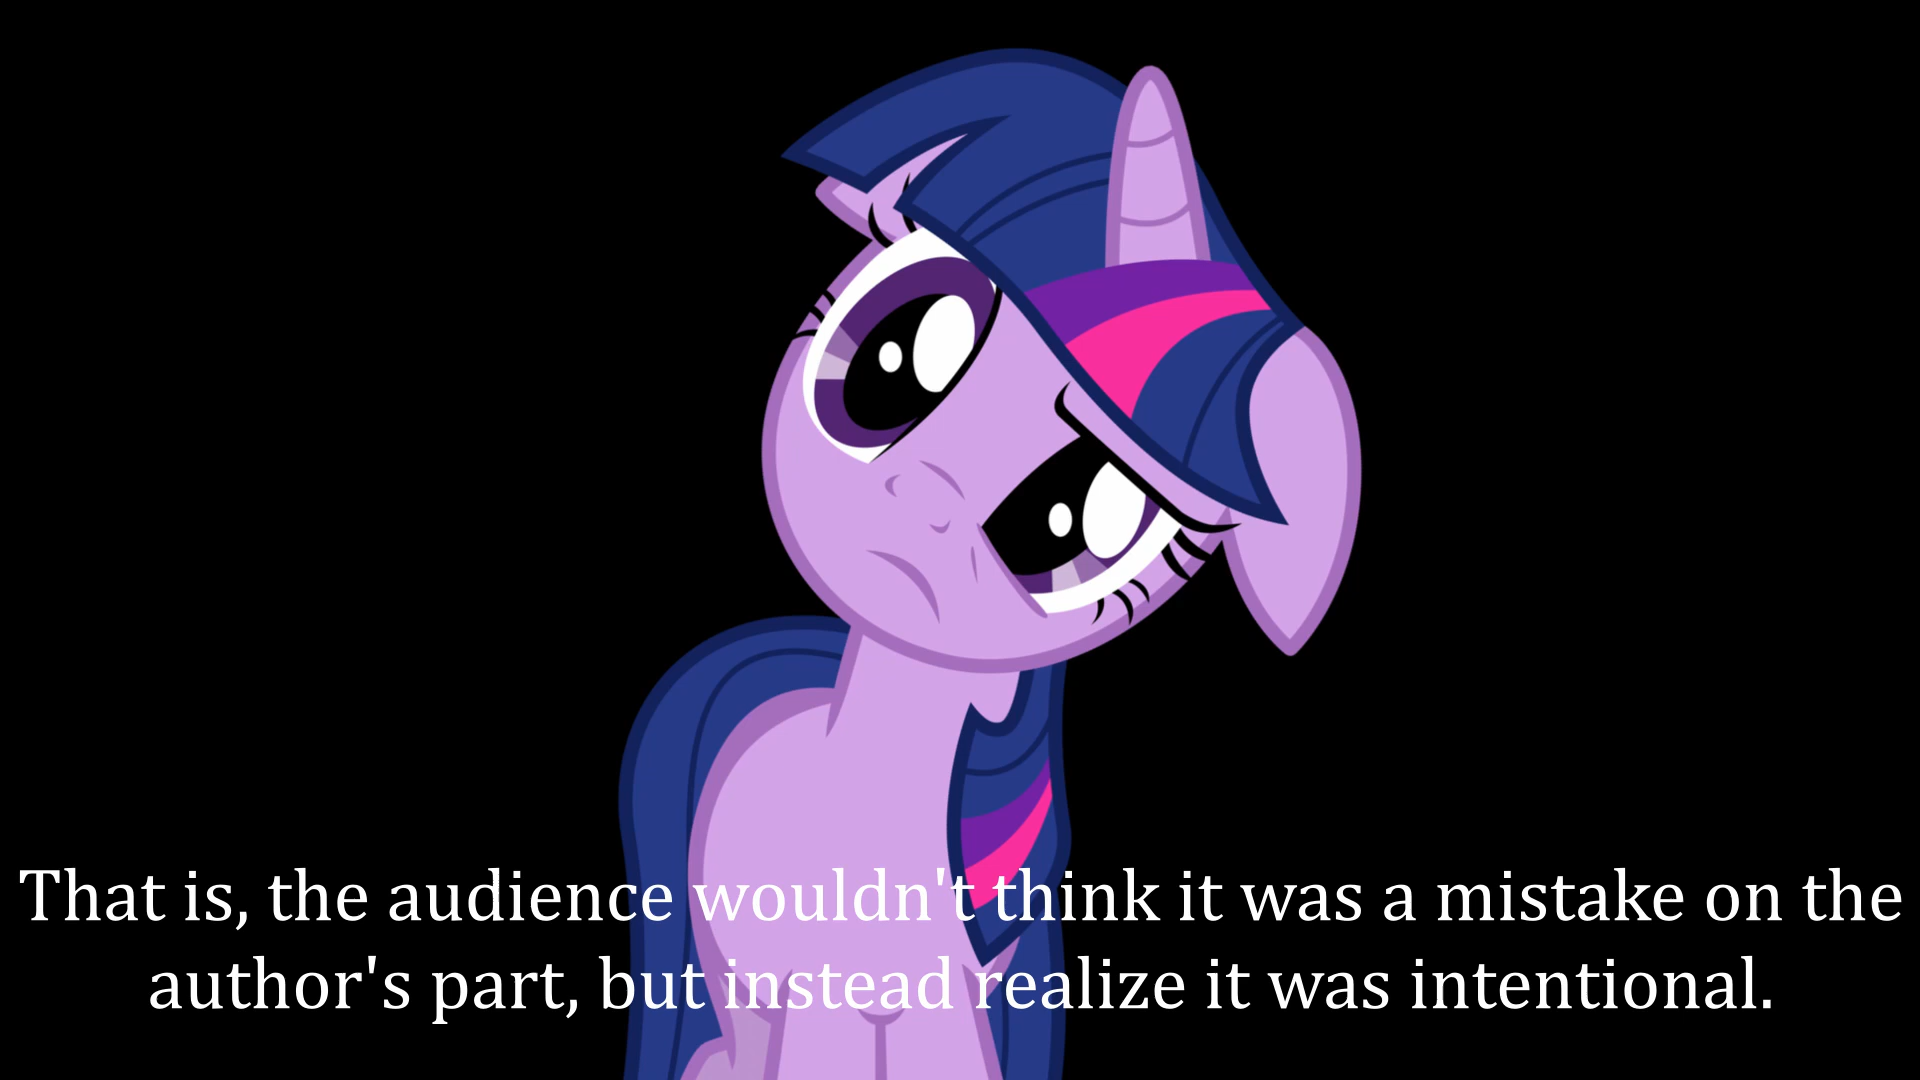 That is, the audience wouldn't think it was a mistake on the
author's part, but instead realize it was intentional.